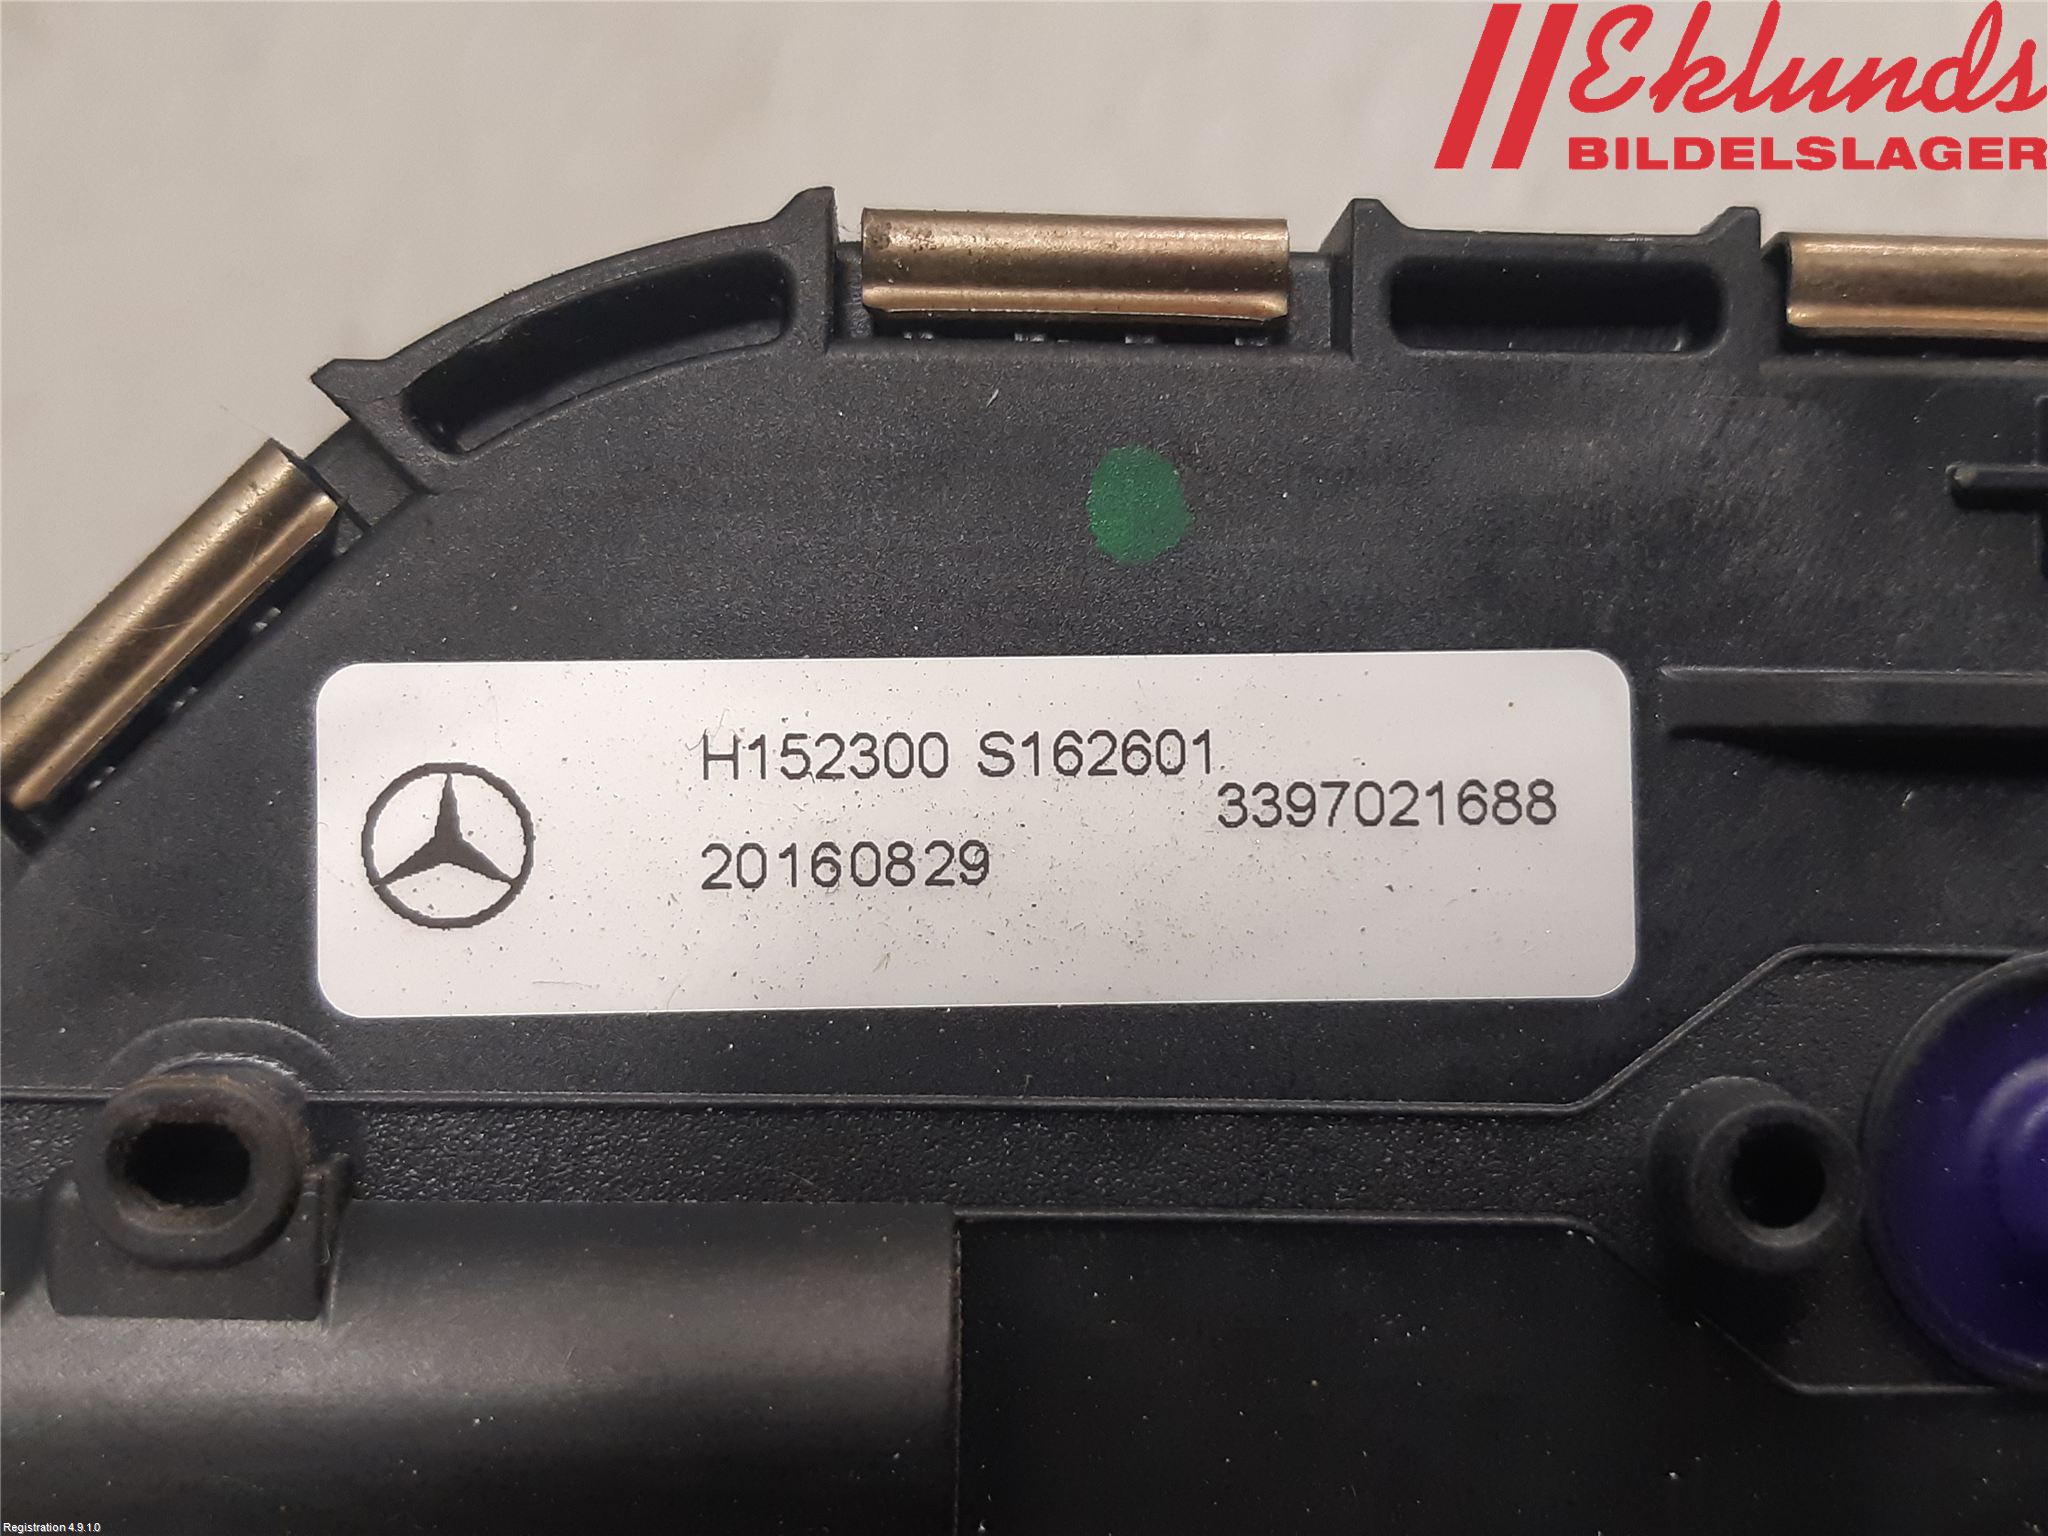 Eklunds
BILDELSLAGER
H152300 S162601
3397021688
20160829
Registration 4.9.1.0